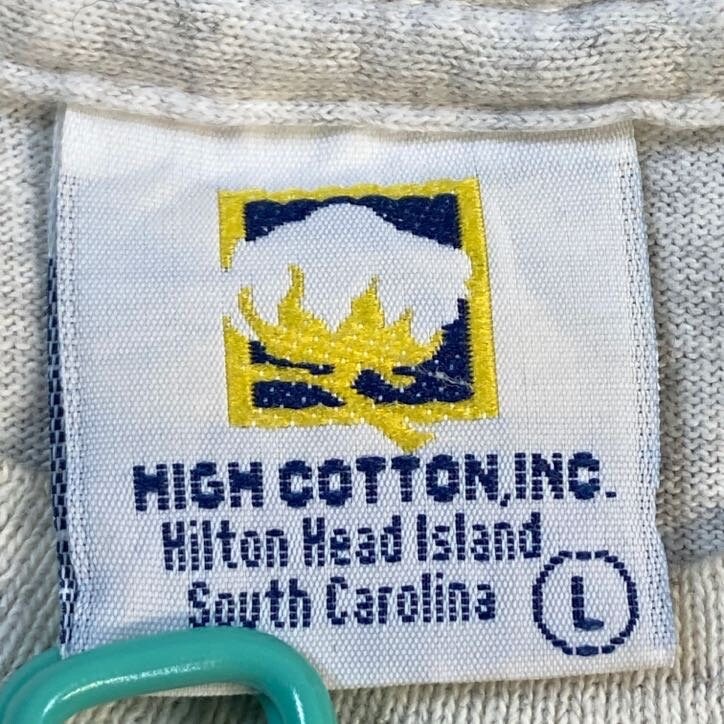 HIGH COTTON, INC.
Hilton Head Island
South Carolina
L